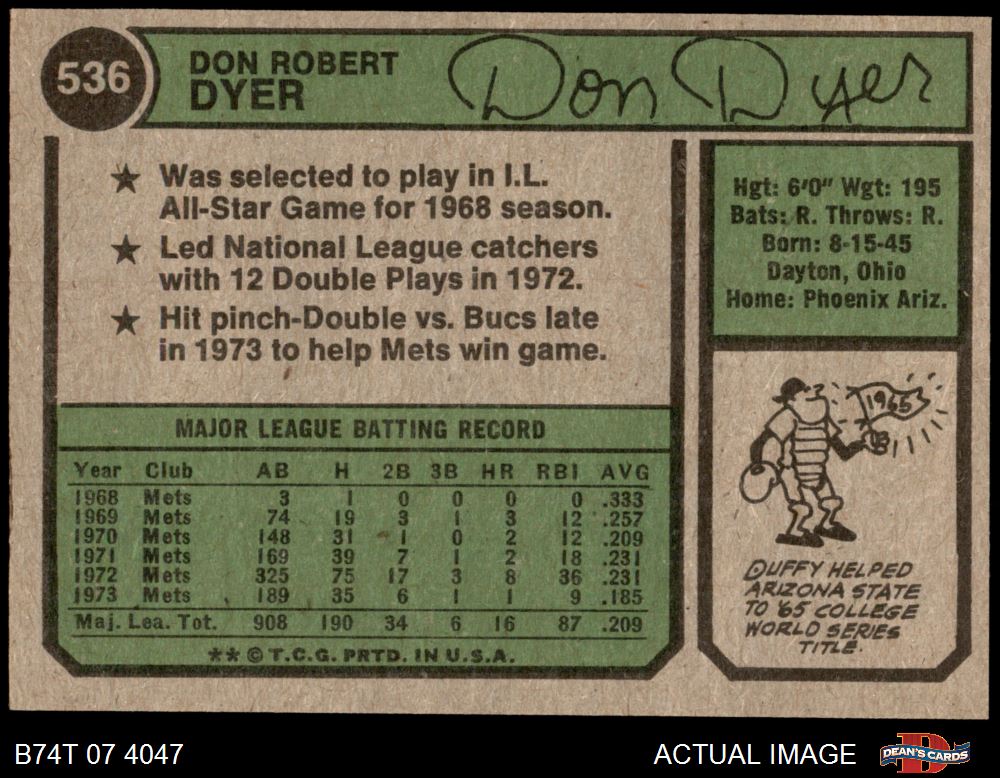 536
DON ROBERT
DYER
Don Dyer
★ Was selected to play in I.L.
All-Star Game for 1968 season.
★ Led National League catchers
with 12 Double Plays in 1972.
★ Hit pinch-Double vs. Bucs late
in 1973 to help Mets win game.
Hgt: 6'0" Wgt: 195
Bats: R. Throws: R.
Born: 8-15-45
Dayton, Ohio
Home: Phoenix Ariz.
MAJOR LEAGUE BATTING RECORD
Year Club AB H 2B 3B HR RBI AVG
1968 Mets 3 1 0 0 0 0 .333
1969 Mets 74 19 3 1 3 12 .257
1970 Mets 148 31 1 0 2 12 .209
1971 Mets 169 39 7 1 2 18 .231
1972 Mets 325 75 17 3 8 36 .231
1973 Mets 189 35 6 1 1 9 .185
Maj. Lea. Tot. 908 190 34 6 16 87 .209
** © T.C.G. PRTD. IN U.S.A.
1965
DUFFY HELPED
ARIZONA STATE
TO '65 COLLEGE
WORLD SERIES
TITLE.
B74T 07 4047
ACTUAL IMAGE
DEAN'S CARDS